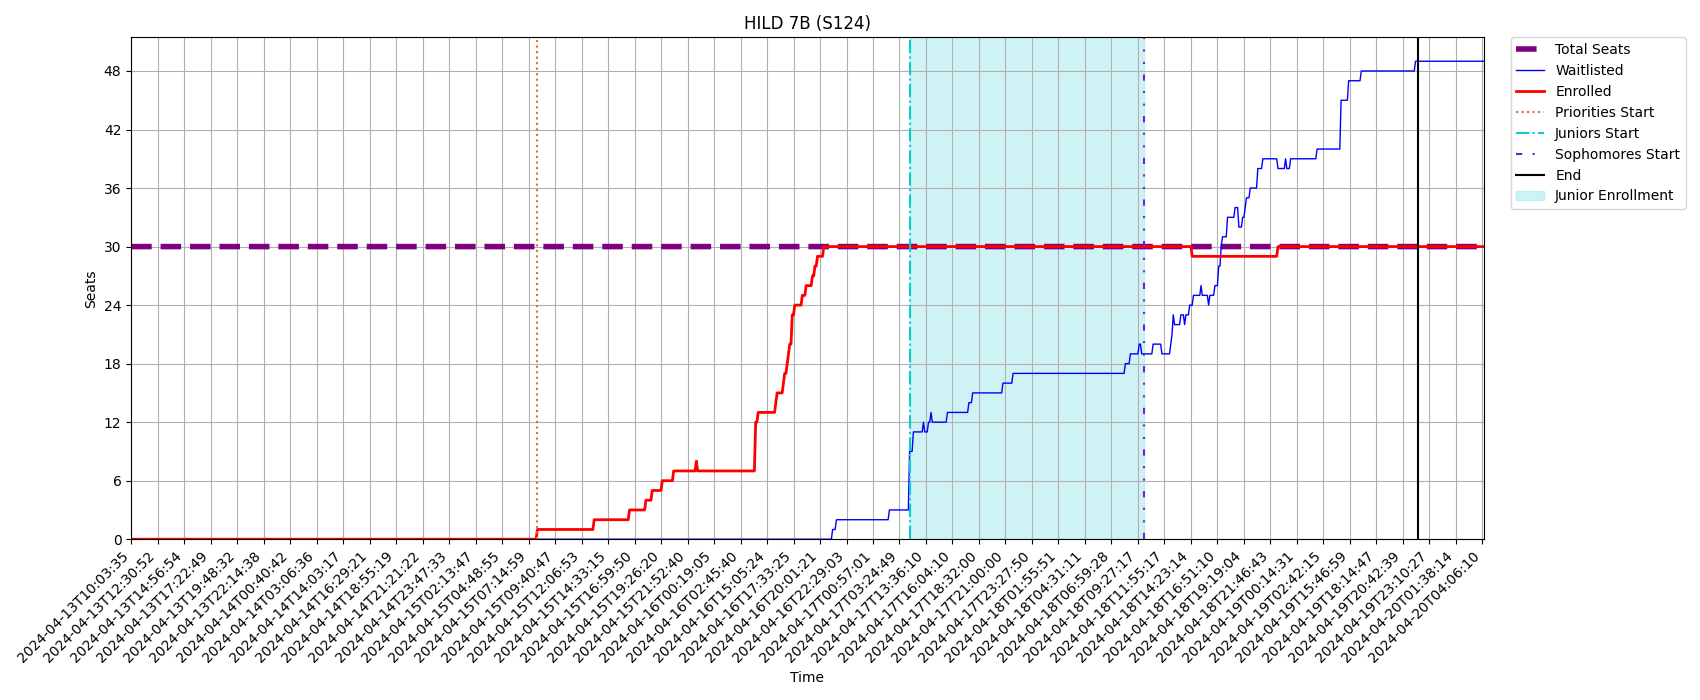 HILD 7B (S124)
Total Seats
Waitlisted
Enrolled
Priorities Start
Juniors Start
Sophomores Start
End
Junior Enrollment
Seats
48
42
36
30
24
18
12
6
0
2024-04-13T10:03:35
2024-04-13T12:30:52
2024-04-13T14:56:54
2024-04-13T17:22:49
2024-04-13T19:48:32
2024-04-13T22:14:38
2024-04-14T00:40:42
2024-04-14T03:06:36
2024-04-14T14:03:17
2024-04-14T16:29:21
2024-04-14T18:55:19
2024-04-14T21:21:22
2024-04-14T23:47:33
2024-04-15T02:13:47
2024-04-15T04:48:55
2024-04-15T07:14:59
2024-04-15T09:40:47
2024-04-15T12:06:53
2024-04-15T14:33:15
2024-04-15T16:59:50
2024-04-15T19:26:20
2024-04-15T21:52:40
2024-04-16T00:19:05
2024-04-16T02:45:40
2024-04-16T15:05:24
2024-04-16T17:33:25
2024-04-16T20:01:21
2024-04-16T22:29:03
2024-04-17T00:57:01
2024-04-17T03:24:49
2024-04-17T13:36:10
2024-04-17T16:04:10
2024-04-17T18:32:00
2024-04-17T21:00:00
2024-04-17T23:27:50
2024-04-18T01:55:51
2024-04-18T04:31:11
2024-04-18T06:59:28
2024-04-18T09:27:17
2024-04-18T11:55:17
2024-04-18T14:23:14
2024-04-18T16:51:10
2024-04-18T19:19:04
2024-04-18T21:46:43
2024-04-19T00:14:31
2024-04-19T02:42:15
2024-04-19T15:46:59
2024-04-19T18:14:47
2024-04-19T20:42:39
2024-04-19T23:10:27
2024-04-20T01:38:14
2024-04-20T04:06:10
Time